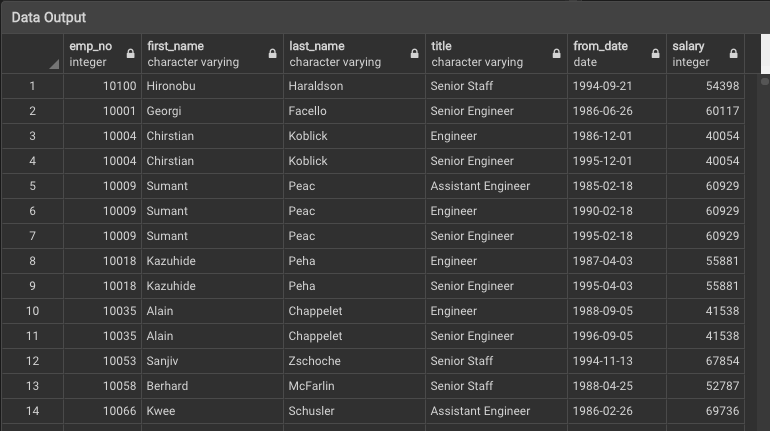 Data Output
emp_no first_name last_name title from_date salary
integer character varying character varying character varying date integer
1 10100 Hironobu Haraldson Senior Staff 1994-09-21 54398
2 10001 Georgi Facello Senior Engineer 1986-06-26 60117
3 10004 Chirstian Koblick Engineer 1986-12-01 40054
4 10004 Chirstian Koblick Senior Engineer 1995-12-01 40054
5 10009 Sumant Peac Assistant Engineer 1985-02-18 60929
6 10009 Sumant Peac Engineer 1990-02-18 60929
7 10009 Sumant Peac Senior Engineer 1995-02-18 60929
8 10018 Kazuhide Peha Engineer 1987-04-03 55881
9 10018 Kazuhide Peha Senior Engineer 1995-04-03 55881
10 10035 Alain Chappelet Engineer 1988-09-05 41538
11 10035 Alain Chappelet Senior Engineer 1996-09-05 41538
12 10053 Sanjiv Zschoche Senior Staff 1994-11-13 67854
13 10058 Berhard McFarlin Senior Staff 1988-04-25 52787
14 10066 Kwee Schusler Assistant Engineer 1986-02-26 69736